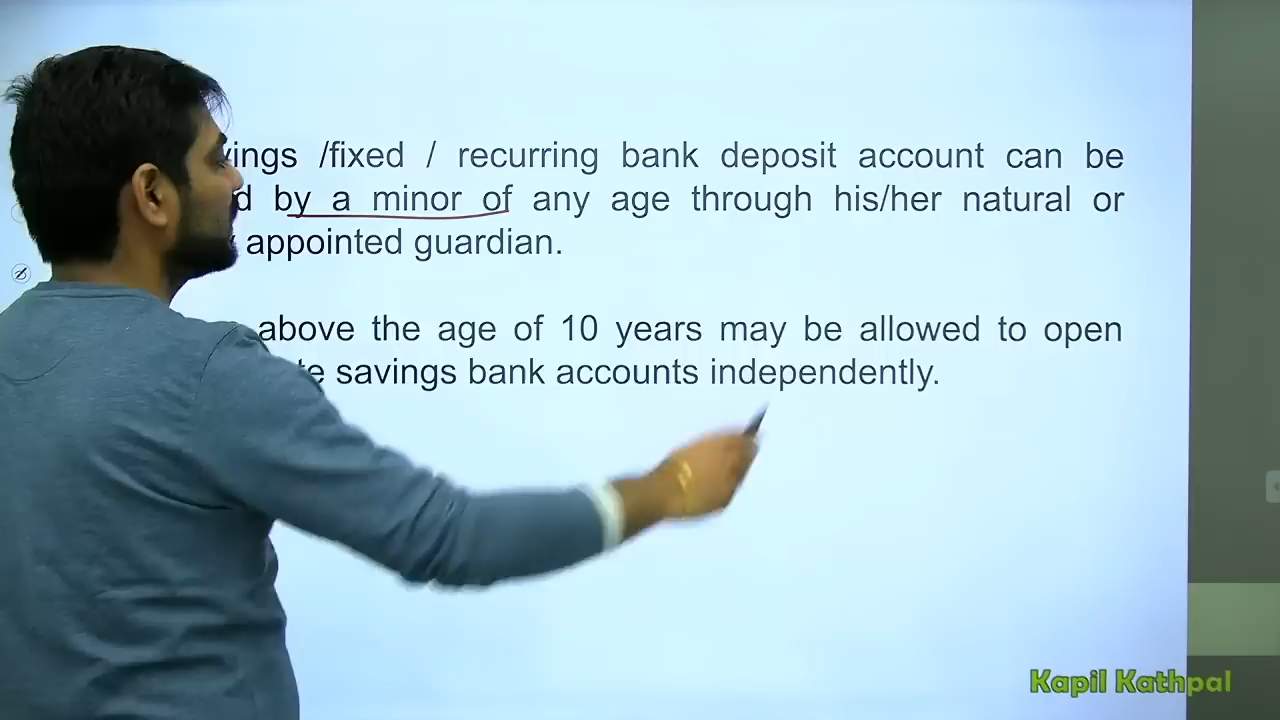 /fixed / recurring bank deposit account can be
by a minor of any age through his/her natural or
appointed guardian.
above the age of 10 years may be allowed to open
savings bank accounts independently.
Kapil Kathpal